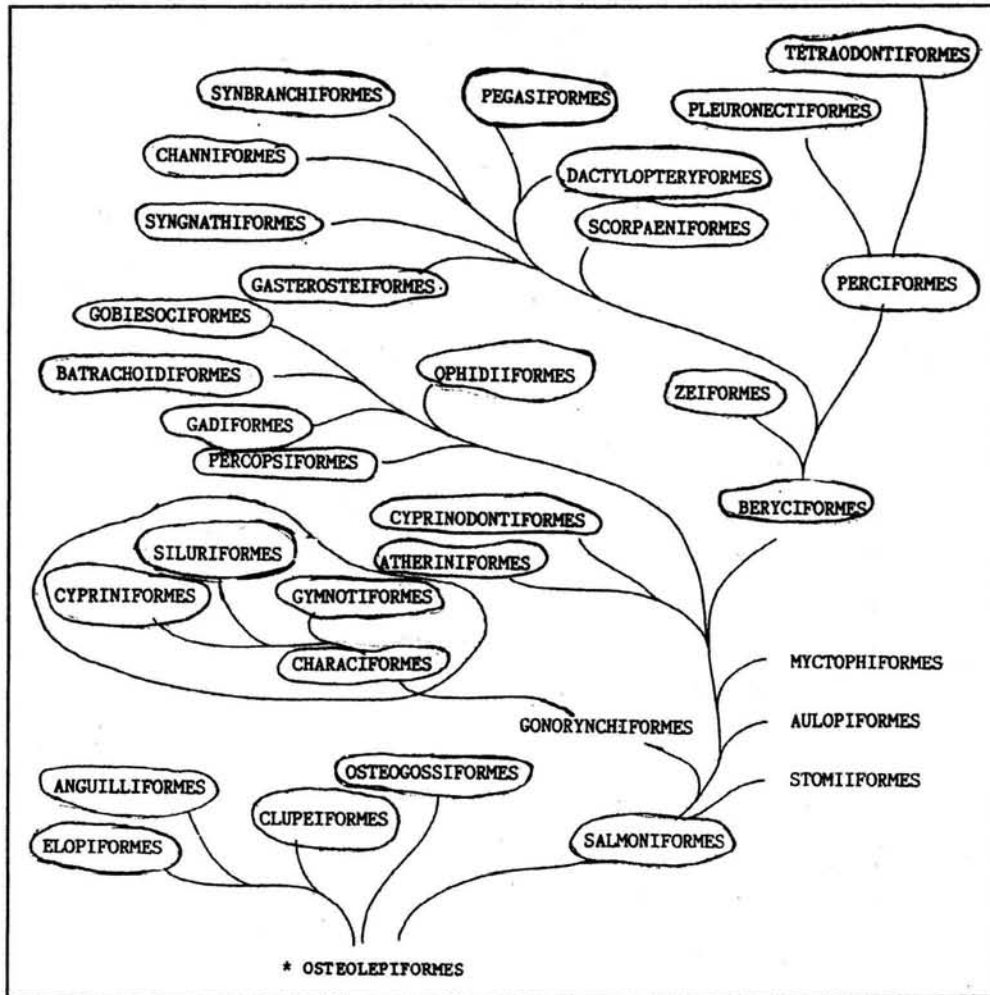 TÉTRAODONTIFORMES
SYNBRANCHIFORMES
PEGASIFORMES
PLEURONECTIFORMES
CHANNIFORMES
DACTYLOPTERYFORMES
SYNGNATHIFORMES
SCORPAENIFORMES
GASTEROSTEIFORMES
PERCIFORMES
GOBIESOCIFORMES
BATRACHOIDIFORMES
OPHIDIIFORMES
ZEIFORMES
GADIFORMES
PERCOPSIFORMES
BERYCIFORMES
CYPRINODONTIFORMES
SILURIFORMES
ATHERINIFORMES
CYPRINIFORMES
GYMNOTIFORMES
CHARACIFORMES
MYCTOPHIFORMES
GONORYNCHIFORMES
AULOPIFORMES
OSTEOGOSSIFORMES
ANGUILLIFORMES
STOMIIFORMES
CLUPEIFORMES
ELOPIFORMES
SALMONIFORMES
* OSTEOLEPIFORMES